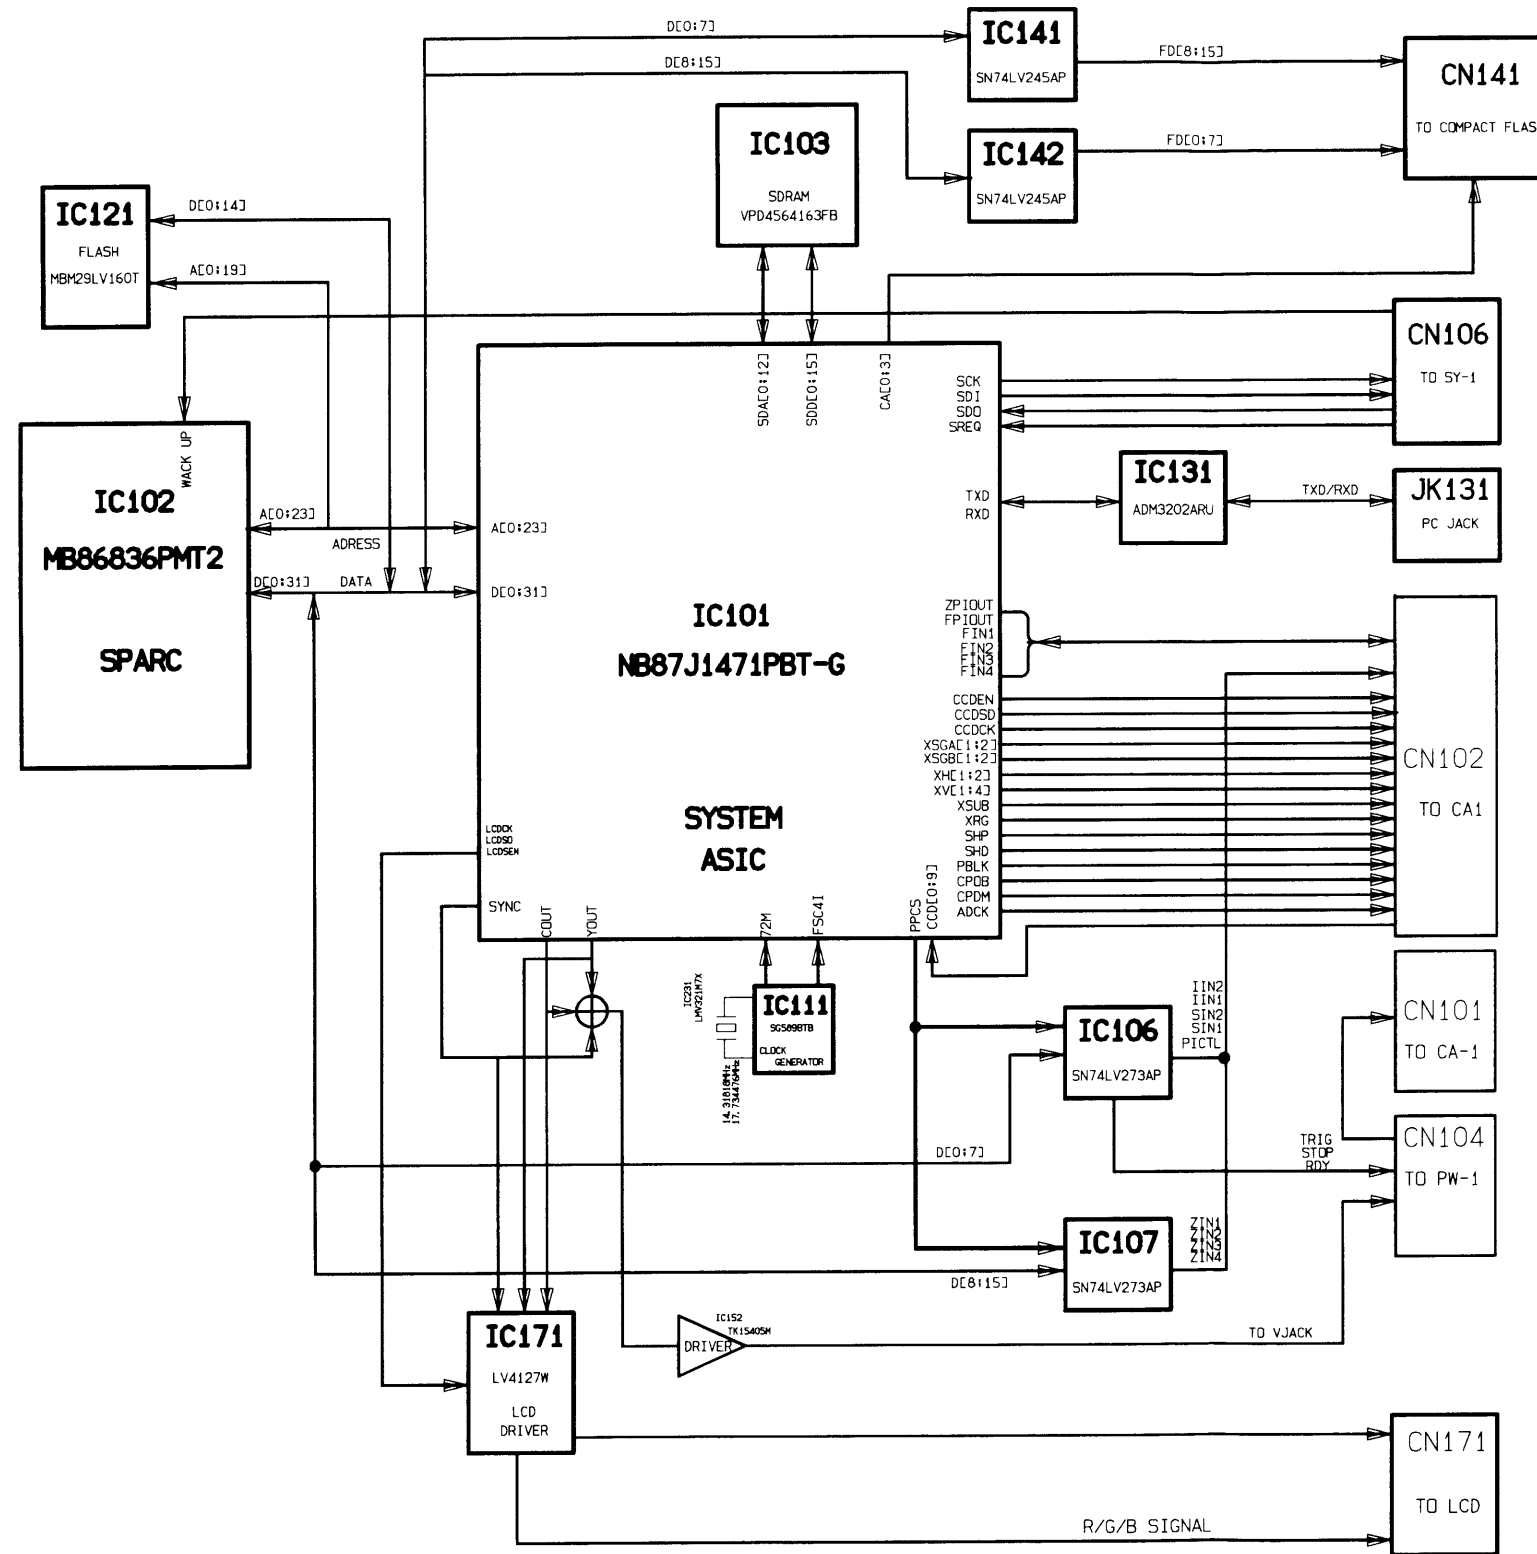 D[0:7]
IC141
SN74LV245AP
FD[8:15]
CN141
TO COMPACT FLAS
D[8:15]
IC103
SDRAM
VPD4564163FB
IC142
SN74LV245AP
FD[0:7]
IC121
FLASH
MBM29LV160T
D[0:14]
A[0:19]
CN106
TO SY-1
SDA[0:12]
SDD[0:15]
CA[0:3]
SCK
SDI
SDO
SREQ
WACK UP
IC102
MB86836PMT2
SPARC
A[0:23]
ADRESS
A[0:23]
D[0:31]
DATA
D[0:31]
TXD
RXD
IC131
ADM3202ARU
TXD/RXD
JK131
PC JACK
IC101
NB87J1471PBT-G
SYSTEM
ASIC
ZPIOUT
FPIOUT
FIN1
FIN2
FIN3
FIN4
CCDEN
CCDSD
CCDCK
XSGA[1:2]
XSGB[1:2]
XH[1:2]
XV[1:4]
XSUB
XRG
SHP
SHD
PBLK
CPOB
CPDM
ADCK
CN102
TO CA1
LCDCK
LCDSD
LCDSEN
SYNC
COUT
YOUT
72M
FSC4I
PPCS
CCD[0:9]
IC231
LMV321M7X
IC111
SG589BTB
CLOCK
GENERATOR
14.31818MHz
17.734476MHz
IIN2
IIN1
SIN2
SIN1
PICTL
IC106
SN74LV273AP
CN101
TO CA-1
D[0:7]
TRIG
STOP
RDY
CN104
TO PW-1
IC107
SN74LV273AP
ZIN1
ZIN2
ZIN3
ZIN4
D[8:15]
IC171
LV4127W
LCD
DRIVER
IC152
TK15405M
DRIVER
TO VJACK
CN171
TO LCD
R/G/B SIGNAL